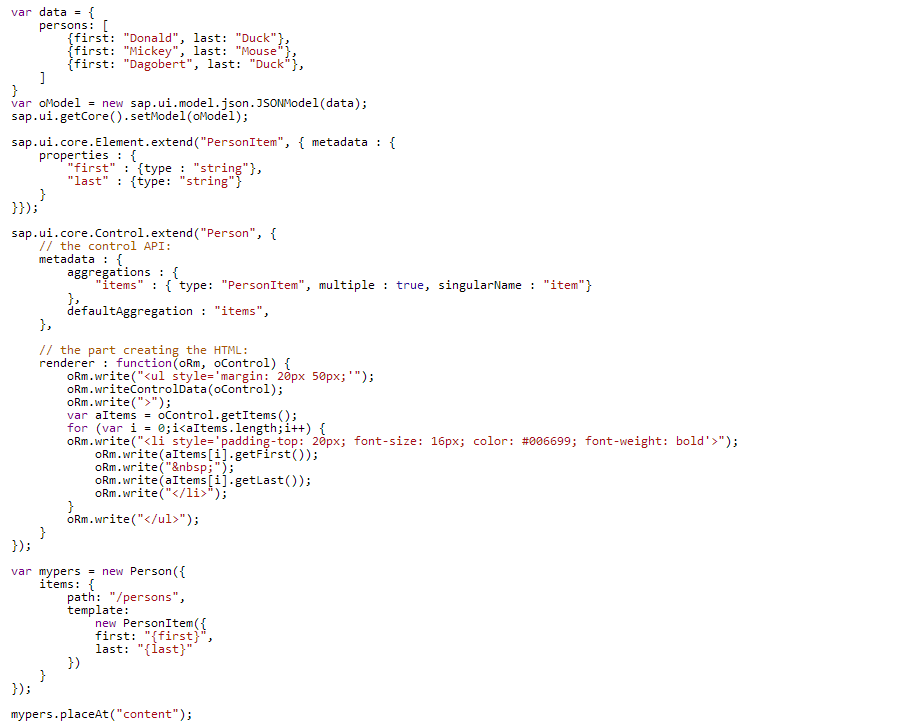 var data = {
    persons: [
        {first: "Donald", last: "Duck"},
        {first: "Mickey", last: "Mouse"},
        {first: "Dagobert", last: "Duck"},
    ]
}
var oModel = new sap.ui.model.json.JSONModel(data);
sap.ui.getCore().setModel(oModel);

sap.ui.core.Element.extend("PersonItem", { metadata : {
    properties : {
        "first" : {type : "string"},
        "last" : {type: "string"}
    }
}});

sap.ui.core.Control.extend("Person", {
    // the control API:
    metadata : {
        aggregations : {
            "items" : { type: "PersonItem", multiple : true, singularName : "item"}
        },
        defaultAggregation : "items",
    },

    // the part creating the HTML:
    renderer : function(oRm, oControl) {
        oRm.write("<ul style='margin: 20px 50px;'");
        oRm.writeControlData(oControl);
        oRm.write(">");
        var aItems = oControl.getItems();
        for (var i = 0;i<aItems.length;i++) {
        oRm.write("<li style='padding-top: 20px; font-size: 16px; color: #006699; font-weight: bold'>");
            oRm.write(aItems[i].getFirst());
            oRm.write("&nbsp;");
            oRm.write(aItems[i].getLast());
            oRm.write("</li>");
        }
        oRm.write("</ul>");
    }
});

var mypers = new Person({
    items: {
        path: "/persons",
        template:
            new PersonItem({
            first: "{first}",
            last: "{last}"
        })
    }
});

mypers.placeAt("content");